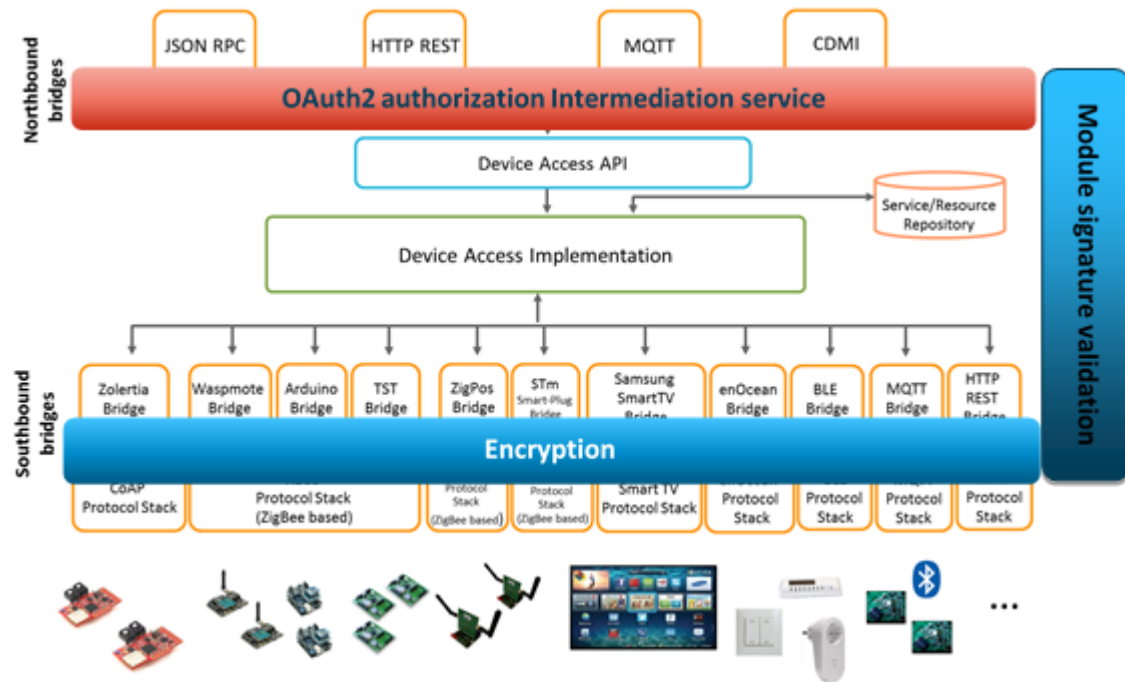 JSON RPC
HTTP REST
MQTT
CDMI
Northbound
bridges
OAuth2 authorization Intermediation service
Module signature validation
Device Access API
Service/Resource
Repository
Device Access Implementation
Southbound
bridges
Zolertia
Bridge
Waspmote
Bridge
Arduino
Bridge
TST
Bridge
ZigPos
Bridge
STm
Smart-Plug
Bridge
Samsung
SmartTV
Bridge
enOcean
Bridge
BLE
Bridge
MQTT
Bridge
HTTP
REST Bridge
Encryption
CoAP
Protocol Stack
Protocol Stack
(ZigBee based)
Protocol
Stack
(ZigBee based)
Protocol
Stack
(ZigBee based)
Smart TV
Protocol Stack
Protocol
Stack
Protocol
Stack
Protocol
Stack
Protocol
Stack
...